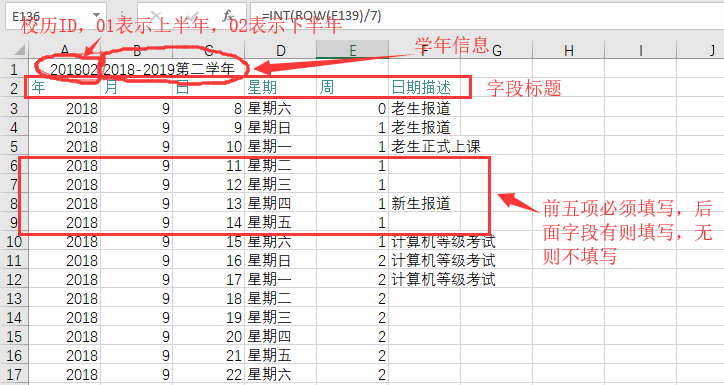 E136 =INT(ROW(E139)/7)
校历ID，01表示上半年，02表示下半年
学年信息
A B C D E F G H I J
1 201802 2018-2019第二学年
2 年 月 日 星期 周 日期描述
字段标题
3 2018 9 8 星期六 0 老生报道
4 2018 9 9 星期日 1 老生报道
5 2018 9 10 星期一 1 老生正式上课
6 2018 9 11 星期二 1
7 2018 9 12 星期三 1
8 2018 9 13 星期四 1 新生报道
9 2018 9 14 星期五 1
前五项必须填写，后
面字段有则填写，无
则不填写
10 2018 9 15 星期六 1 计算机等级考试
11 2018 9 16 星期日 2 计算机等级考试
12 2018 9 17 星期一 2 计算机等级考试
13 2018 9 18 星期二 2
14 2018 9 19 星期三 2
15 2018 9 20 星期四 2
16 2018 9 21 星期五 2
17 2018 9 22 星期六 2